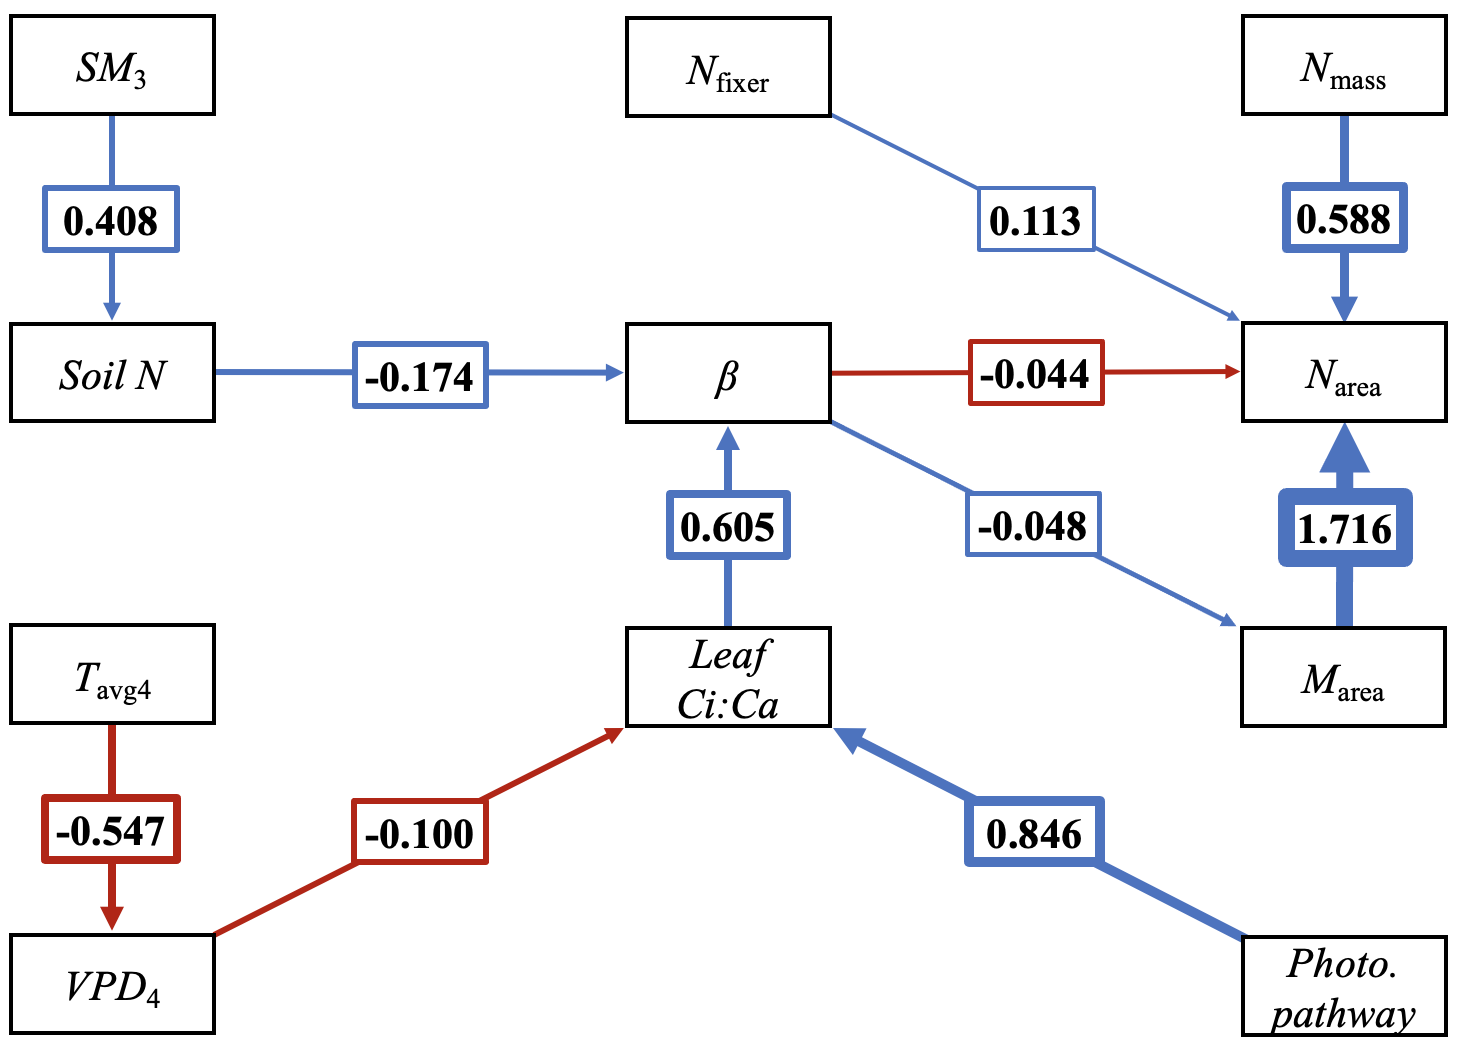 SM3
Nfixer
Nmass
0.408
0.113
0.588
Soil N
-0.174
β
-0.044
Narea
0.605
-0.048
1.716
Tavg4
Leaf
Ci:Ca
Marea
-0.547
-0.100
0.846
VPD4
Photo.
pathway